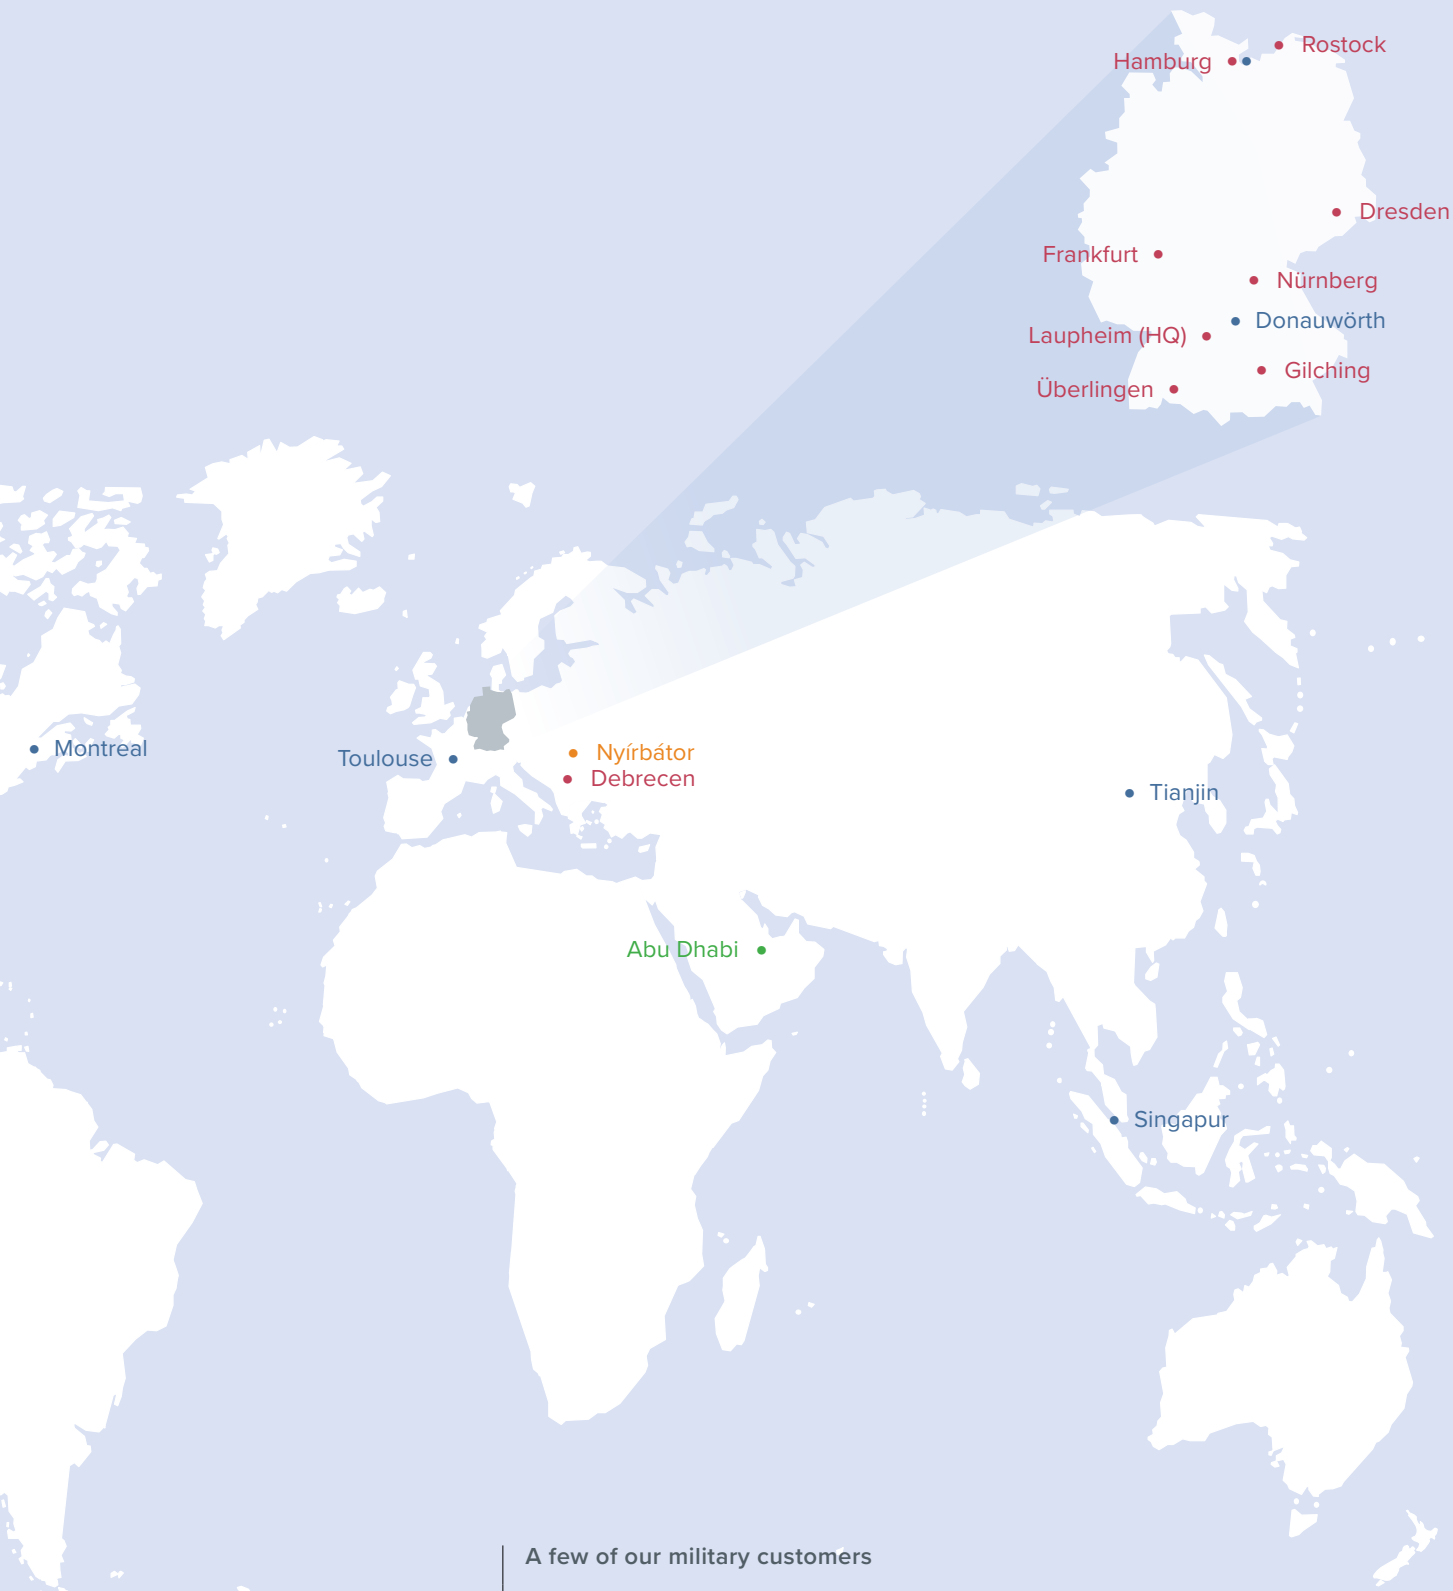 Rostock
Hamburg
Dresden
Frankfurt
Nürnberg
Donauwörth
Laupheim (HQ)
Gilching
Überlingen
Montreal
Toulouse
Nyírbátor
Debrecen
Tianjin
Abu Dhabi
Singapur
A few of our military customers